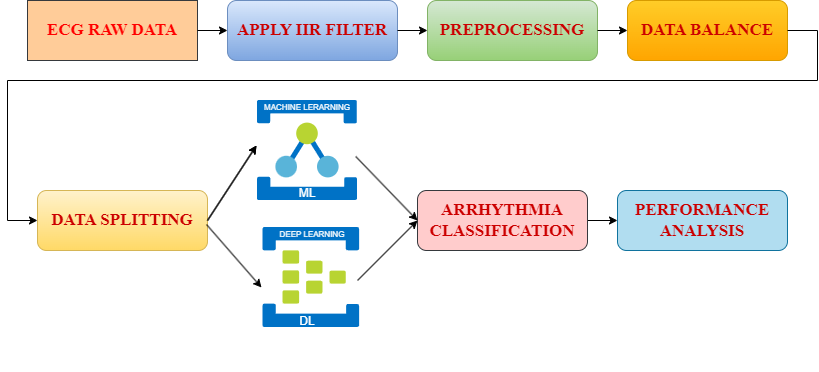 ECG RAW DATA
APPLY IIR FILTER
PREPROCESSING
DATA BALANCE
MACHINE LERARNING
ML
DATA SPLITTING
DEEP LEARNING
DL
ARRHYTHMIA
CLASSIFICATION
PERFORMANCE
ANALYSIS